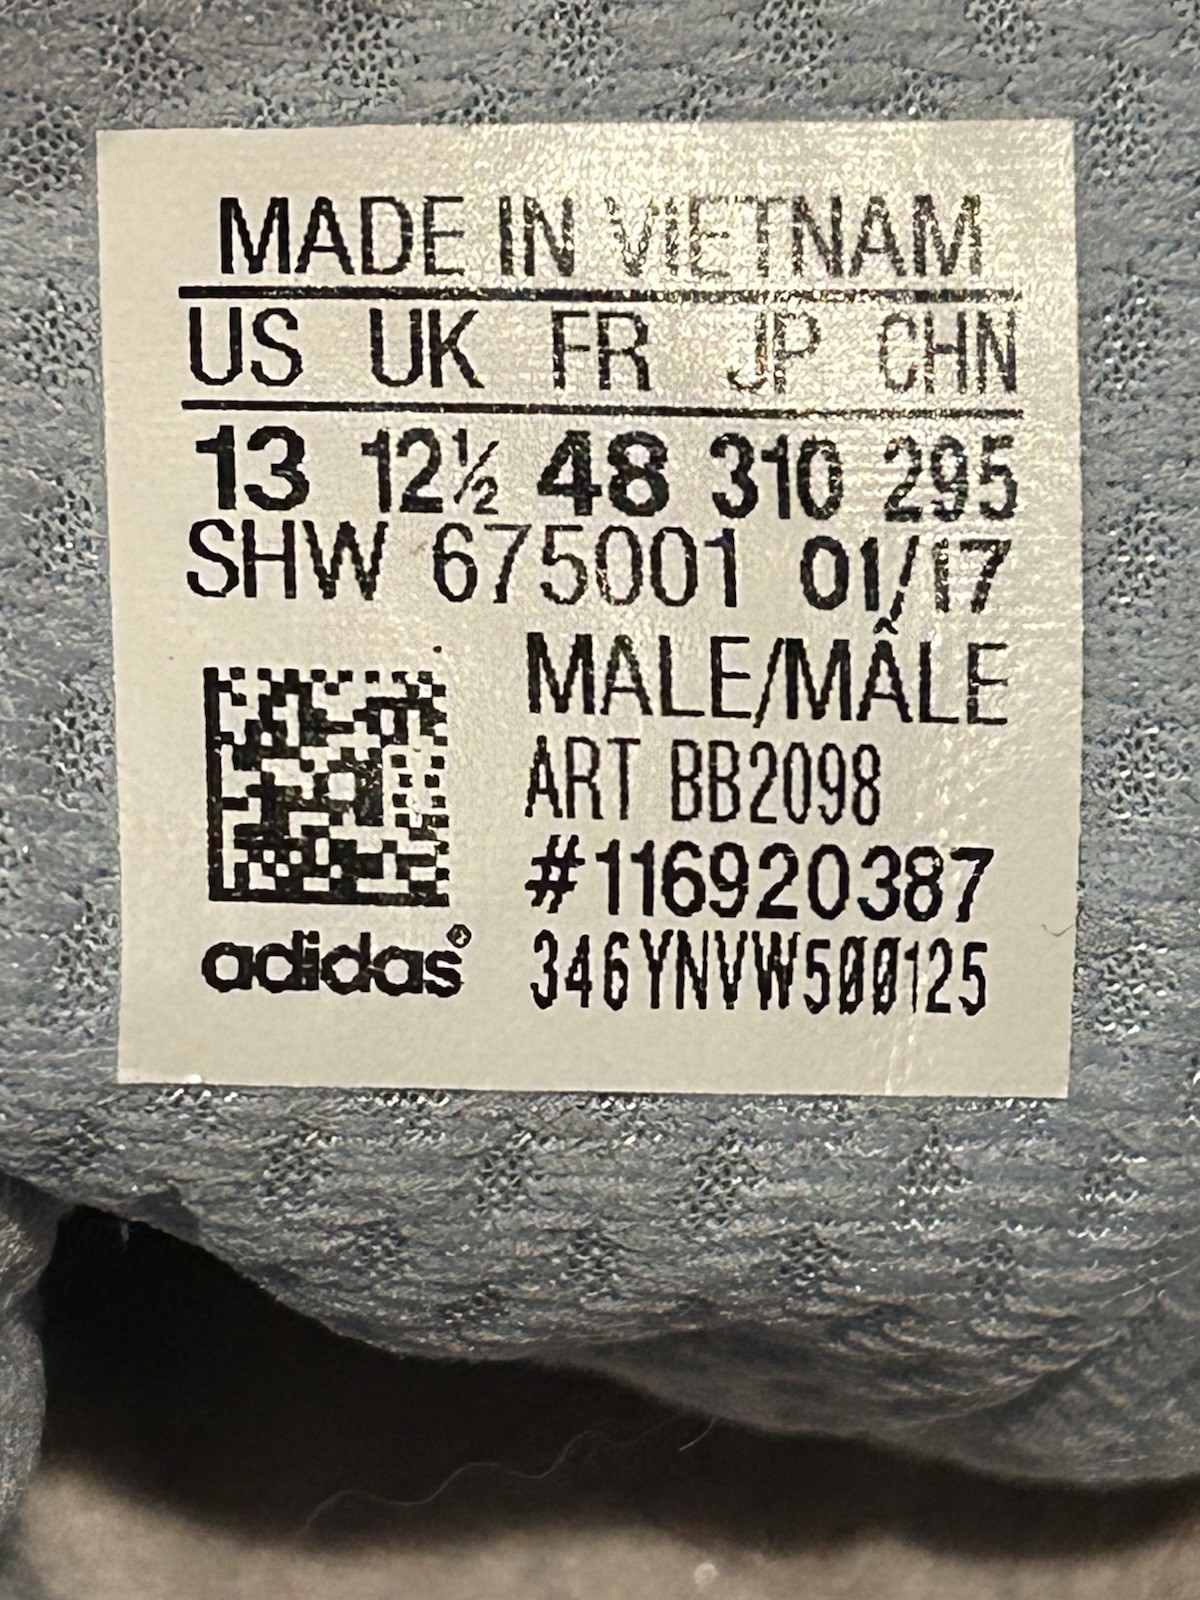 MADE IN VIETNAM
US UK FR JP CHN
13 12½ 48 310 295
SHW 675001 01/17
MALE/MÂLE
ART BB2098
#116920387
adidas® 346YNVW500125